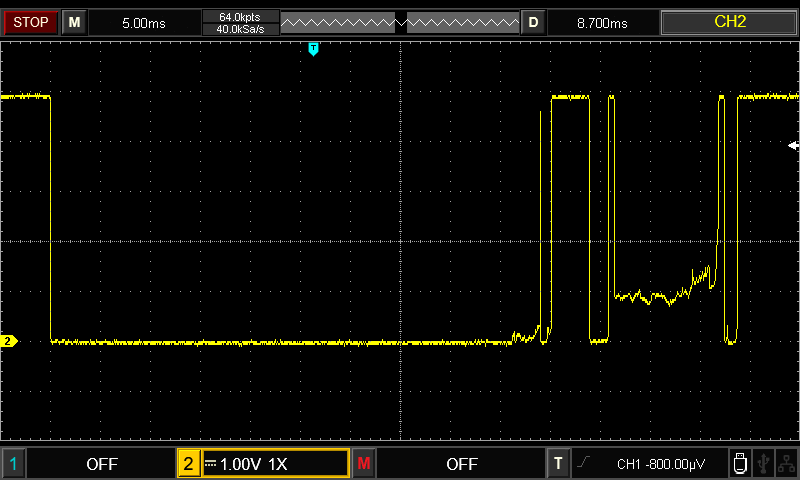 STOP M 5.00ms 64.0kpts 40.0kSa/s D 8.700ms CH2
T
2
1 OFF 2 1.00V 1X M OFF T CH1 -800.00µV